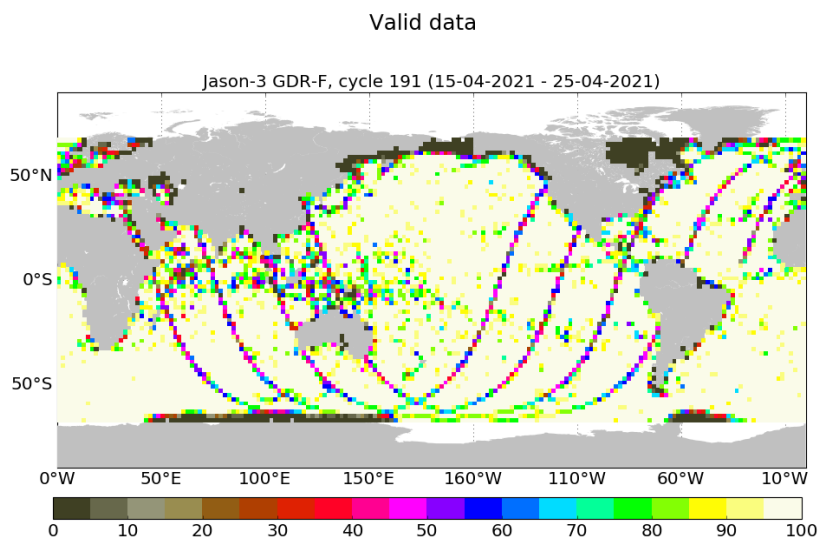 Valid data
Jason-3 GDR-F, cycle 191 (15-04-2021 - 25-04-2021)
50°N
0°S
50°S
0°W 50°E 100°E 150°E 160°W 110°W 60°W 10°W
0 10 20 30 40 50 60 70 80 90 100